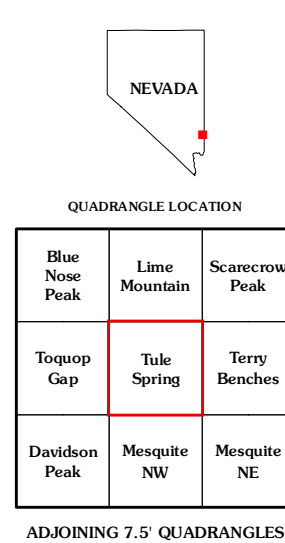 NEVADA
QUADRANGLE LOCATION
Blue
Nose
Peak
Lime
Mountain
Scarecrow
Peak
Toquop
Gap
Tule
Spring
Terry
Benches
Davidson
Peak
Mesquite
NW
Mesquite
NE
ADJOINING 7.5' QUADRANGLES